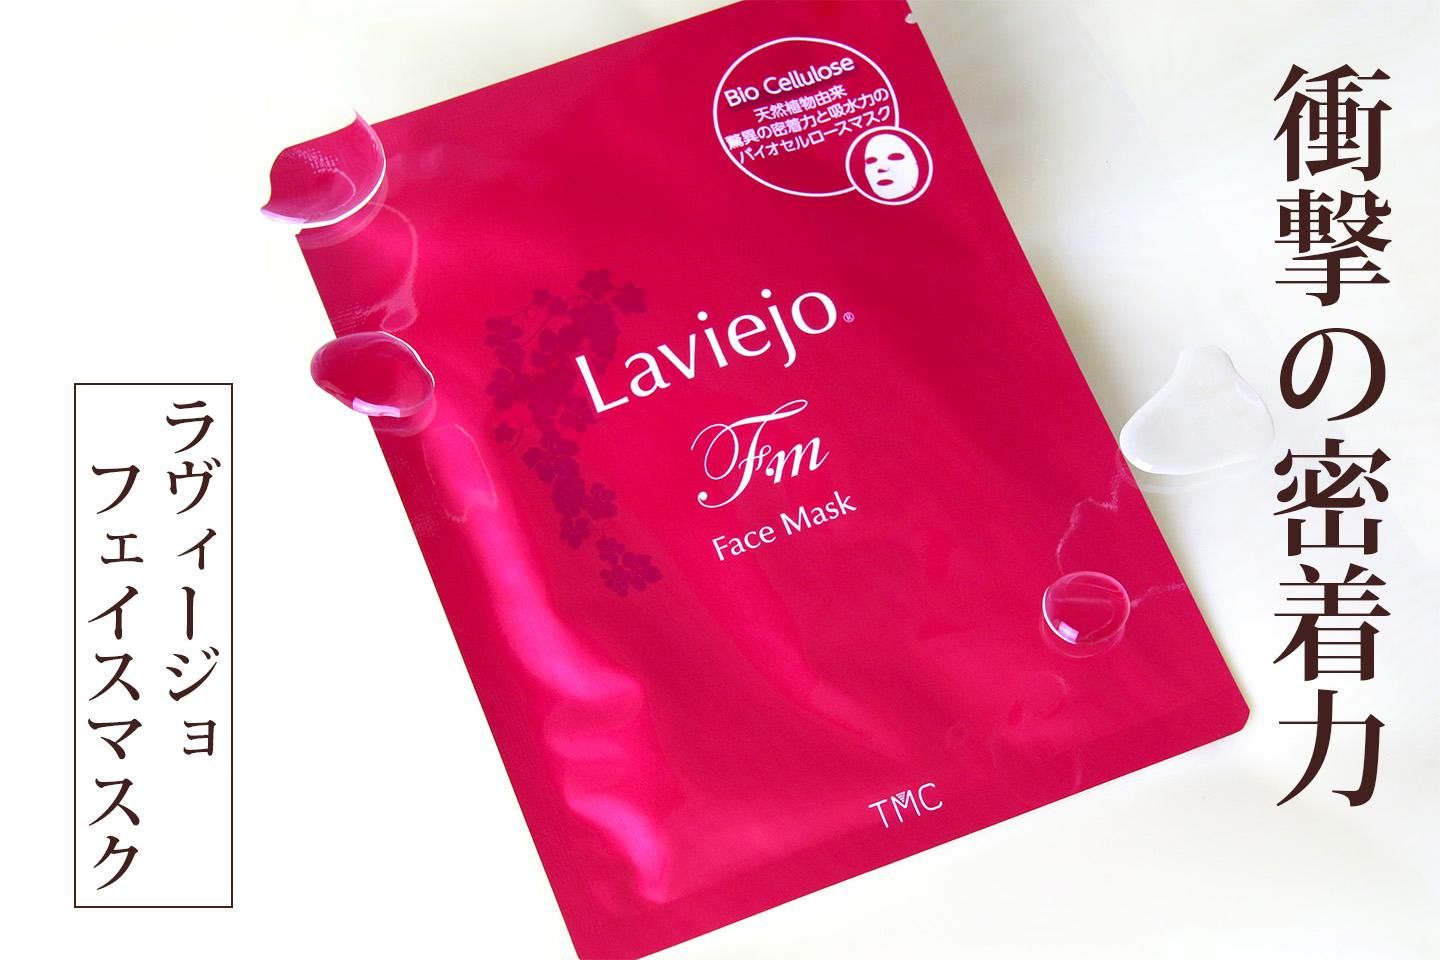 衝撃の密着力
Bio Cellulose
天然植物由来
驚異の密着力と吸水力の
バイオセルロースマスク
Laviejo®
Fm
Face Mask
TMC
ラヴィージョ
フェイスマスク